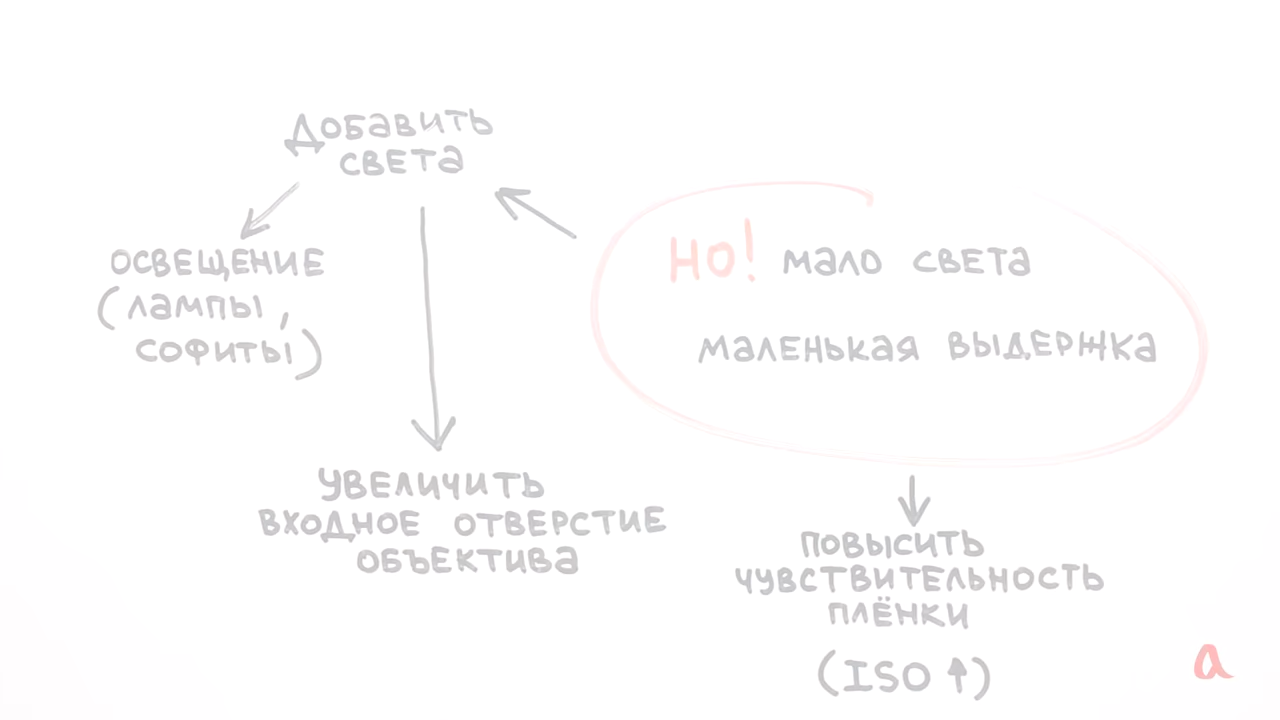 ДОБАВИТЬ
СВЕТА
ОСВЕЩЕНИЕ
(ЛАМПЫ,
СОФИТЫ)
УВЕЛИЧИТЬ
ВХОДНОЕ ОТВЕРСТИЕ
ОБЪЕКТИВА
НО! МАЛО СВЕТА
МАЛЕНЬКАЯ ВЫДЕРЖКА
ПОВЫСИТЬ
ЧУВСТВИТЕЛЬНОСТЬ
ПЛЁНКИ
(ISO ↑)
a